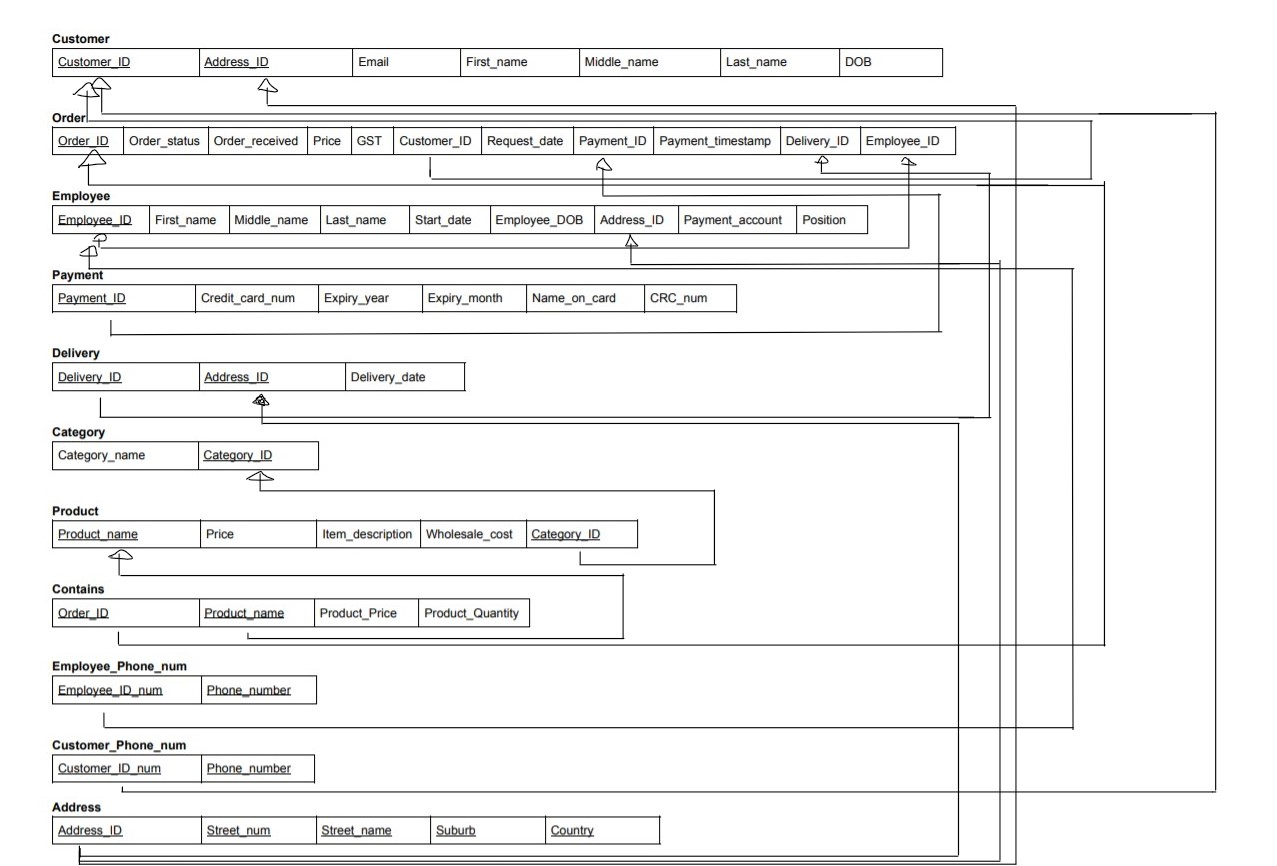 Customer
Customer_ID Address_ID Email First_name Middle_name Last_name DOB
Order
Order_ID Order_status Order_received Price GST Customer_ID Request_date Payment_ID Payment_timestamp Delivery_ID Employee_ID
Employee
Employee_ID First_name Middle_name Last_name Start_date Employee_DOB Address_ID Payment_account Position
Payment
Payment_ID Credit_card_num Expiry_year Expiry_month Name_on_card CRC_num
Delivery
Delivery_ID Address_ID Delivery_date
Category
Category_name Category_ID
Product
Product_name Price Item_description Wholesale_cost Category_ID
Contains
Order_ID Product_name Product_Price Product_Quantity
Employee_Phone_num
Employee_ID_num Phone_number
Customer_Phone_num
Customer_ID_num Phone_number
Address
Address_ID Street_num Street_name Suburb Country